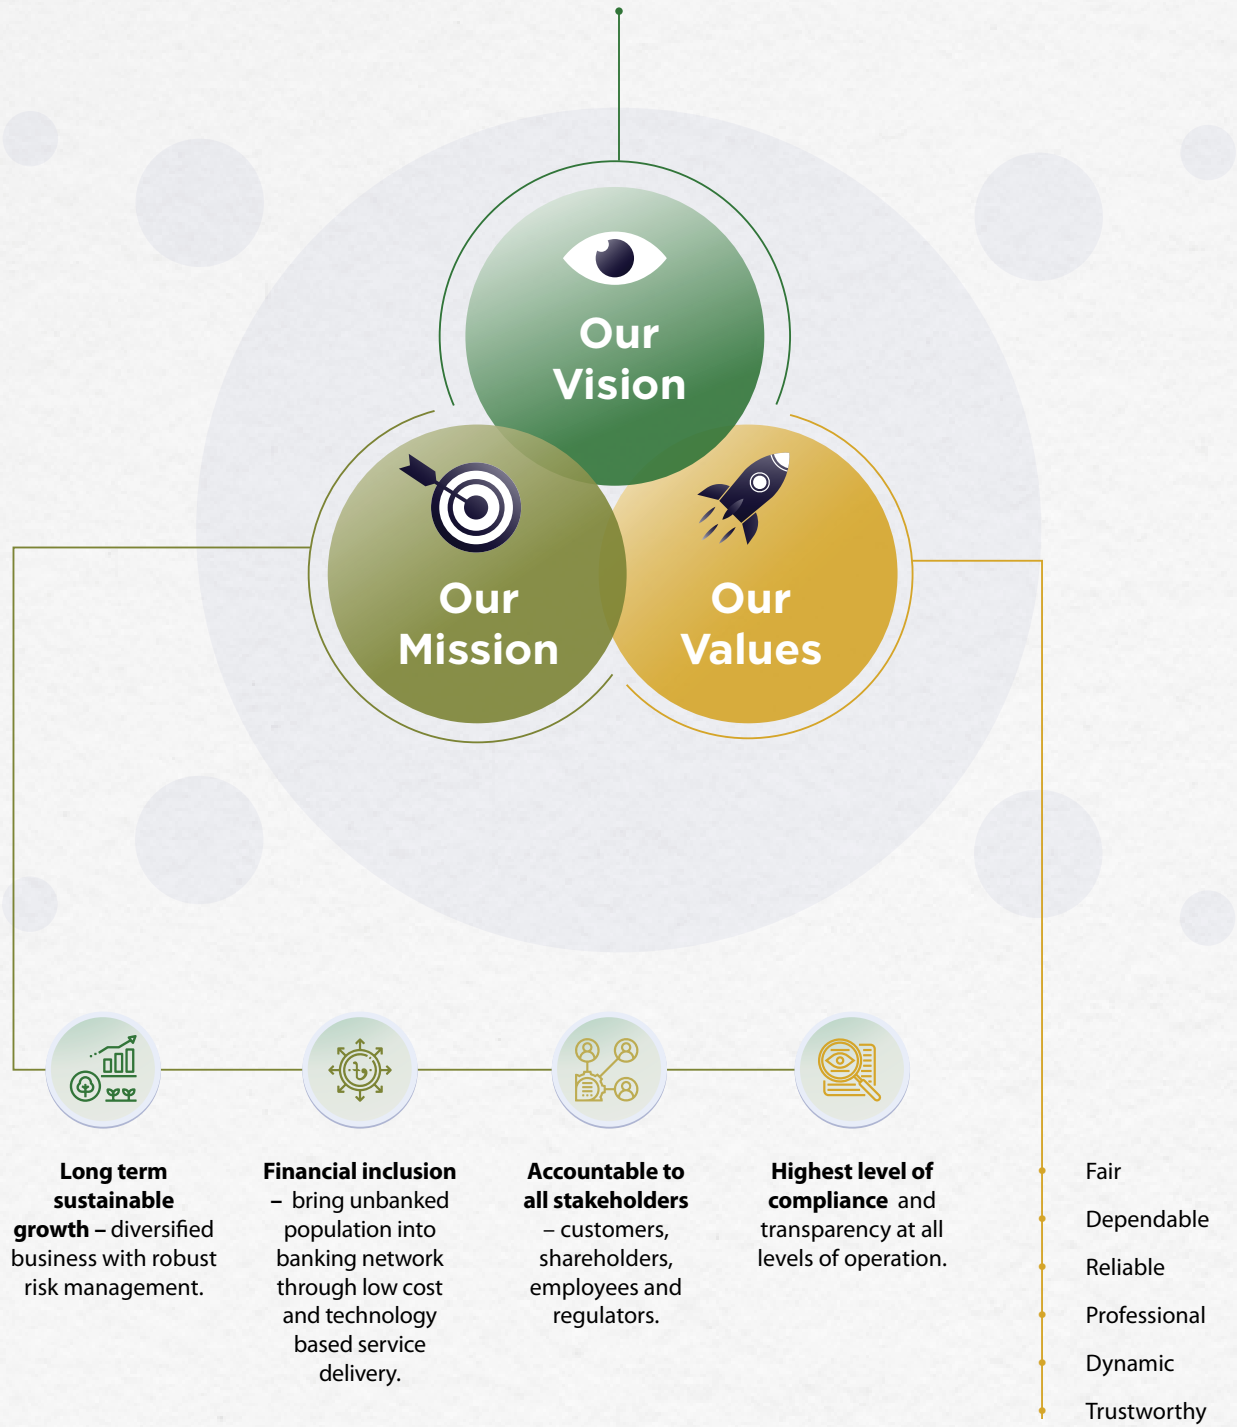 Our
Vision
Our
Mission
Our
Values
Long term
sustainable
growth – diversified
business with robust
risk management.
Financial inclusion
– bring unbanked
population into
banking network
through low cost
and technology
based service
delivery.
Accountable to
all stakeholders
– customers,
shareholders,
employees and
regulators.
Highest level of
compliance and
transparency at all
levels of operation.
Fair
Dependable
Reliable
Professional
Dynamic
Trustworthy